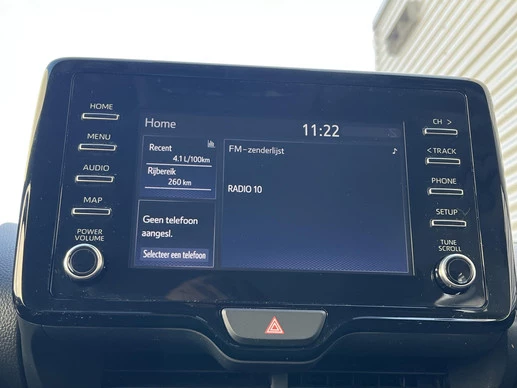 HOME
MENU
AUDIO
MAP
POWER
VOLUME
Home
11:22
Recent
4.1 L/100km
Rijbereik
260 km
Geen telefoon
aangesl.
Selecteer een telefoon
FM-zenderlijst
RADIO 10
CH >
< TRACK
PHONE
SETUP
TUNE
SCROLL